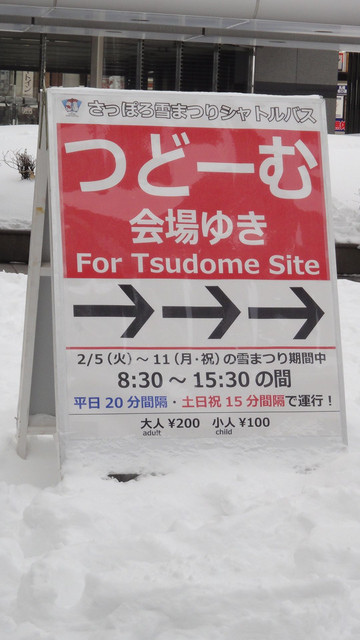 さっぽろ雪まつりシャトルバス
つどーむ
会場ゆき
For Tsudome Site
2/5(火)～11(月・祝)の雪まつり期間中
8:30～15:30の間
平日20分間隔・土日祝15分間隔で運行！
大人¥200 小人¥100
adult child